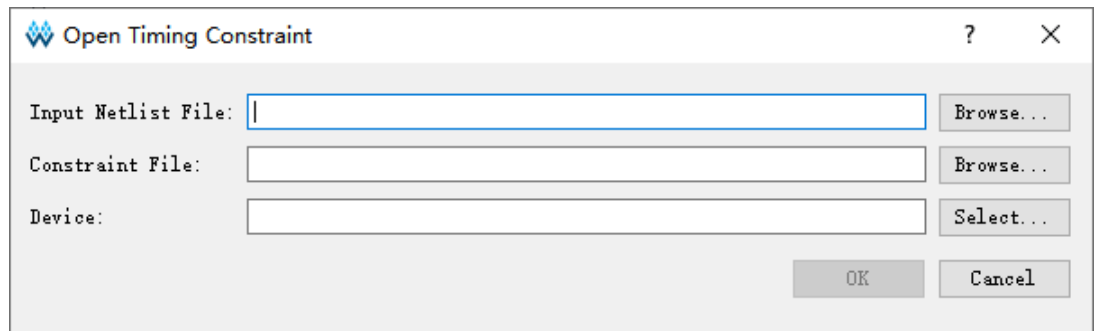 Open Timing Constraint ?
Input Netlist File: Browse...
Constraint File: Browse...
Device: Select...
OK Cancel